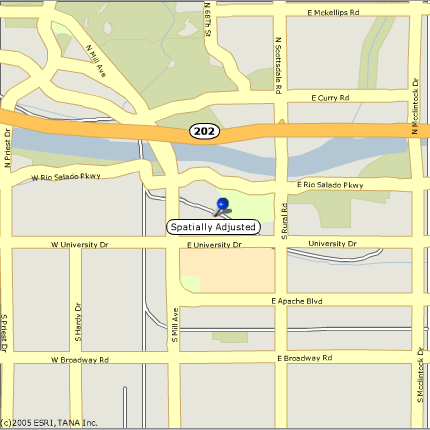 E Mckellips Rd
N 68Th St
N Mill Ave
N Scottsdale Rd
E Curry Rd
N Mcclintock Dr
202
N Priest Dr
W Rio Salado Pkwy
E Rio Salado Pkwy
Spatially Adjusted
S Rural Rd
W University Dr
E University Dr
University Dr
S Priest Dr
S Hardy Dr
S Mill Ave
E Apache Blvd
W Broadway Rd
E Broadway Rd
S Mcclintock Dr
(c)2005 ESRI, TANA Inc.